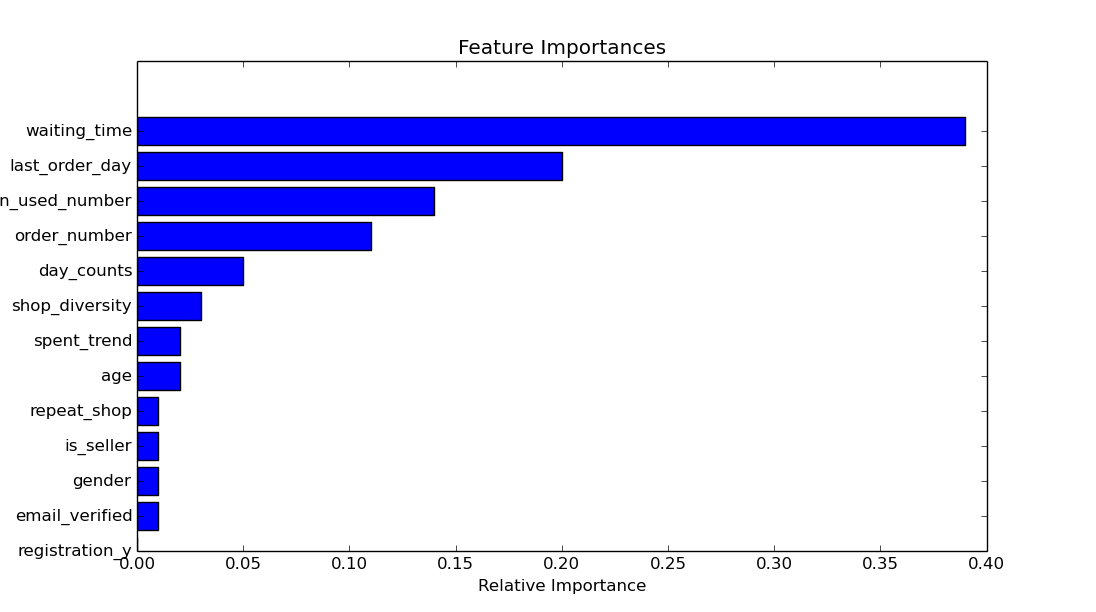 Feature Importances
waiting_time
last_order_day
n_used_number
order_number
day_counts
shop_diversity
spent_trend
age
repeat_shop
is_seller
gender
email_verified
registration_y
0.00 0.05 0.10 0.15 0.20 0.25 0.30 0.35 0.40
Relative Importance